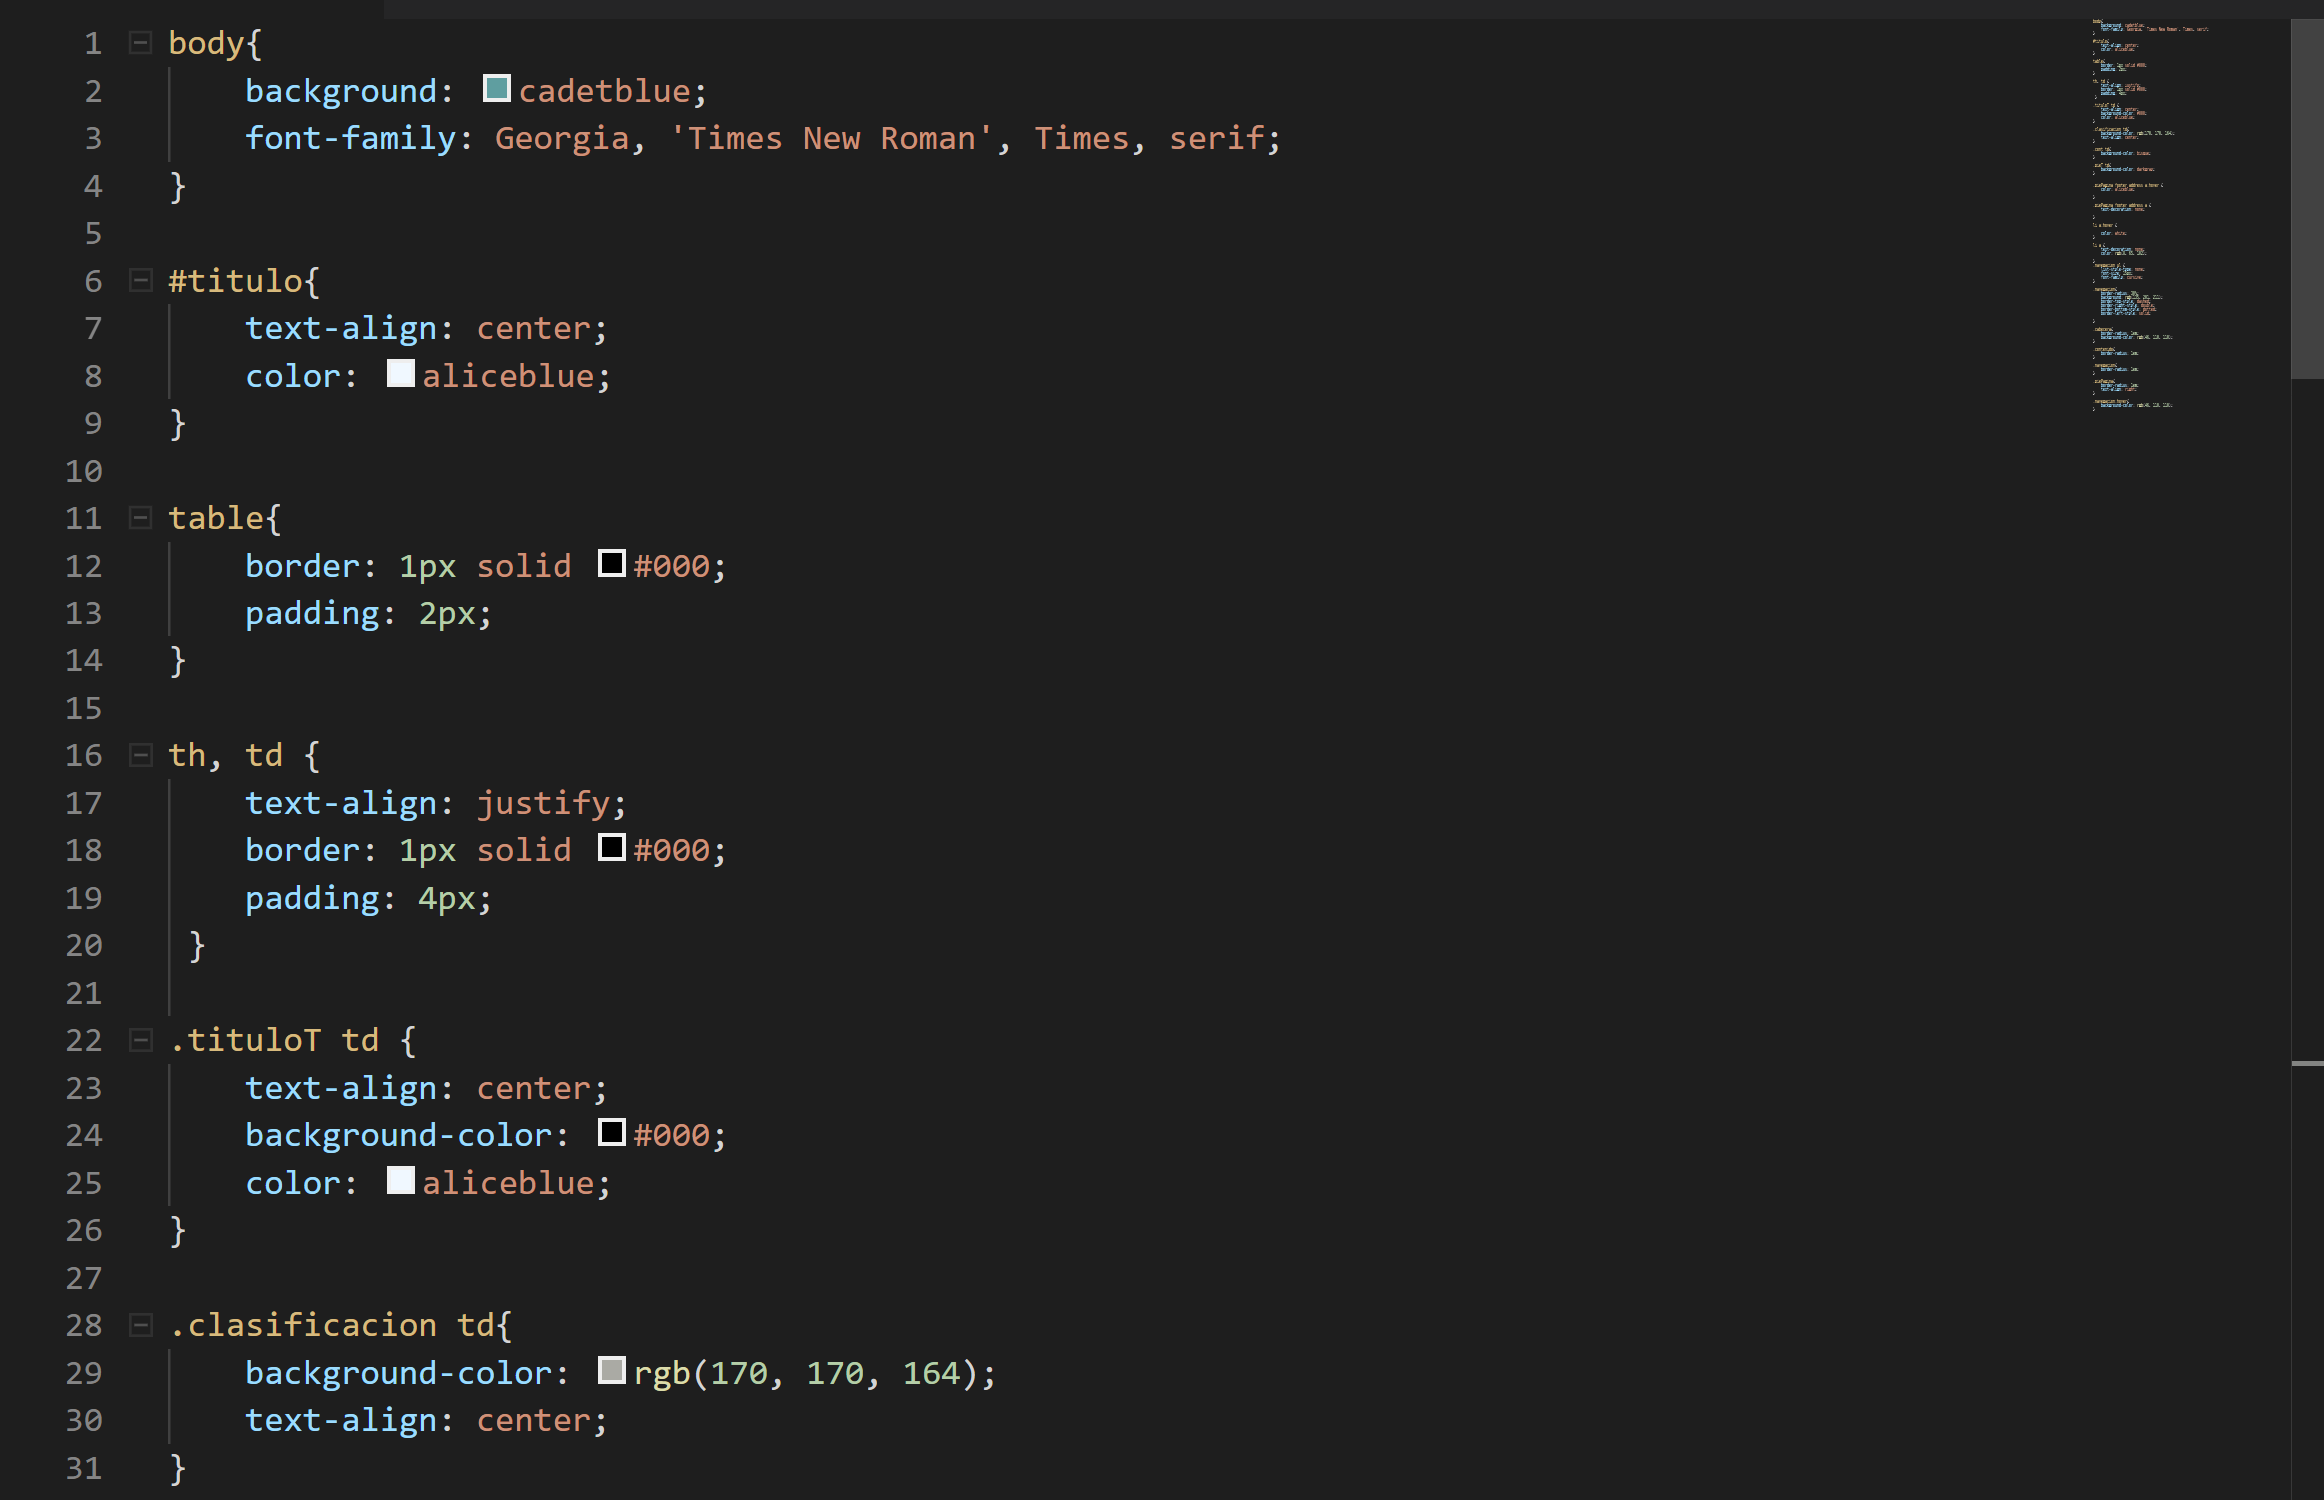 1 body{
2 background: cadetblue;
3 font-family: Georgia, 'Times New Roman', Times, serif;
4 }
5
6 #titulo{
7 text-align: center;
8 color: aliceblue;
9 }
10
11 table{
12 border: 1px solid #000;
13 padding: 2px;
14 }
15
16 th, td {
17 text-align: justify;
18 border: 1px solid #000;
19 padding: 4px;
20 }
21
22 .tituloT td {
23 text-align: center;
24 background-color: #000;
25 color: aliceblue;
26 }
27
28 .clasificacion td{
29 background-color: rgb(170, 170, 164);
30 text-align: center;
31 }